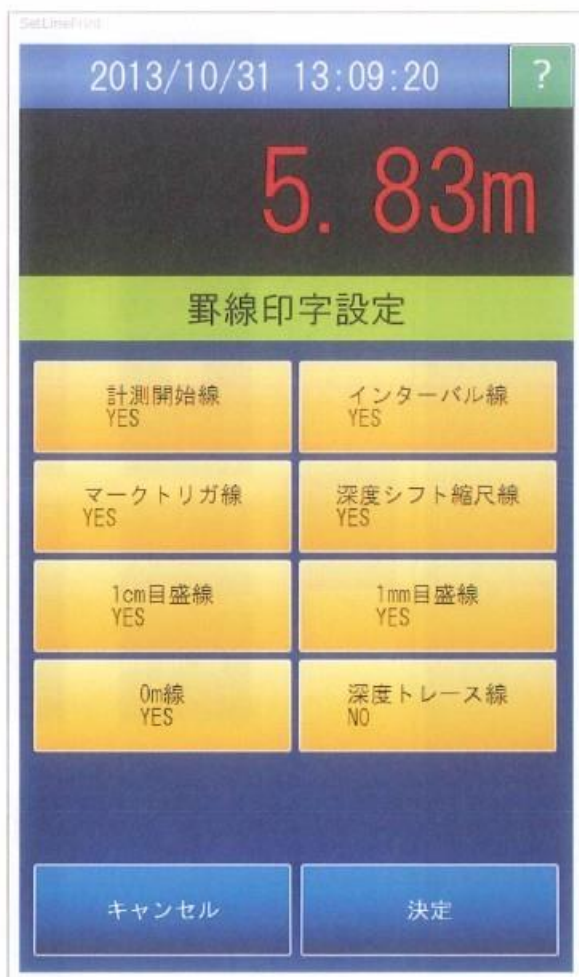 SetLinePrint
2013/10/31 13:09:20
?
5. 83m
罫線印字設定
計測開始線
YES
インターバル線
YES
マークトリガ線
YES
深度シフト縮尺線
YES
1cm目盛線
YES
1mm目盛線
YES
0m線
YES
深度トレース線
NO
キャンセル
決定